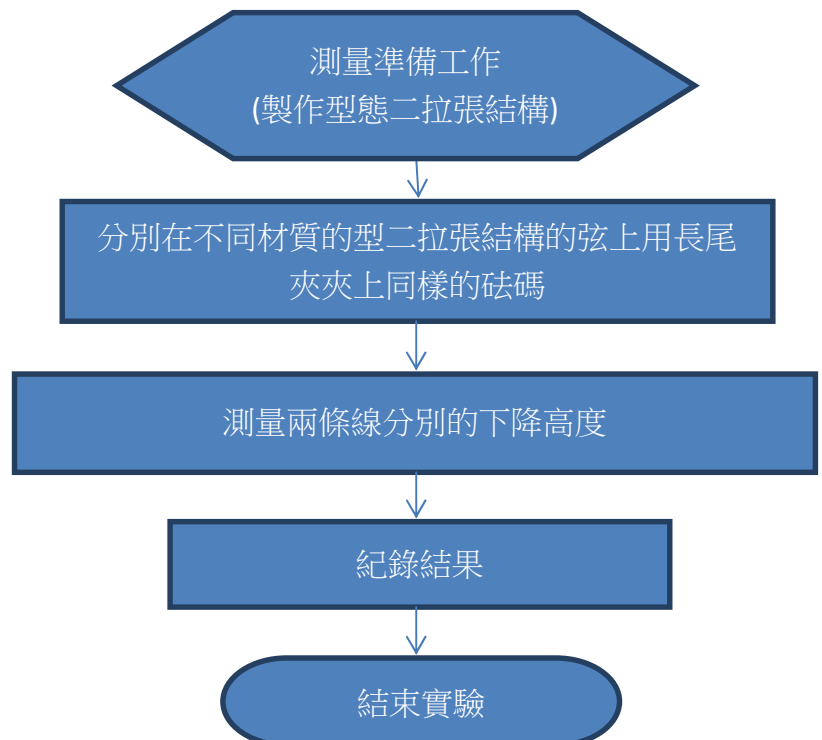 測量準備工作
(製作型態二拉張結構)
分別在不同材質的型二拉張結構的弦上用長尾
夾夾上同樣的砝碼
測量兩條線分別的下降高度
紀錄結果
結束實驗